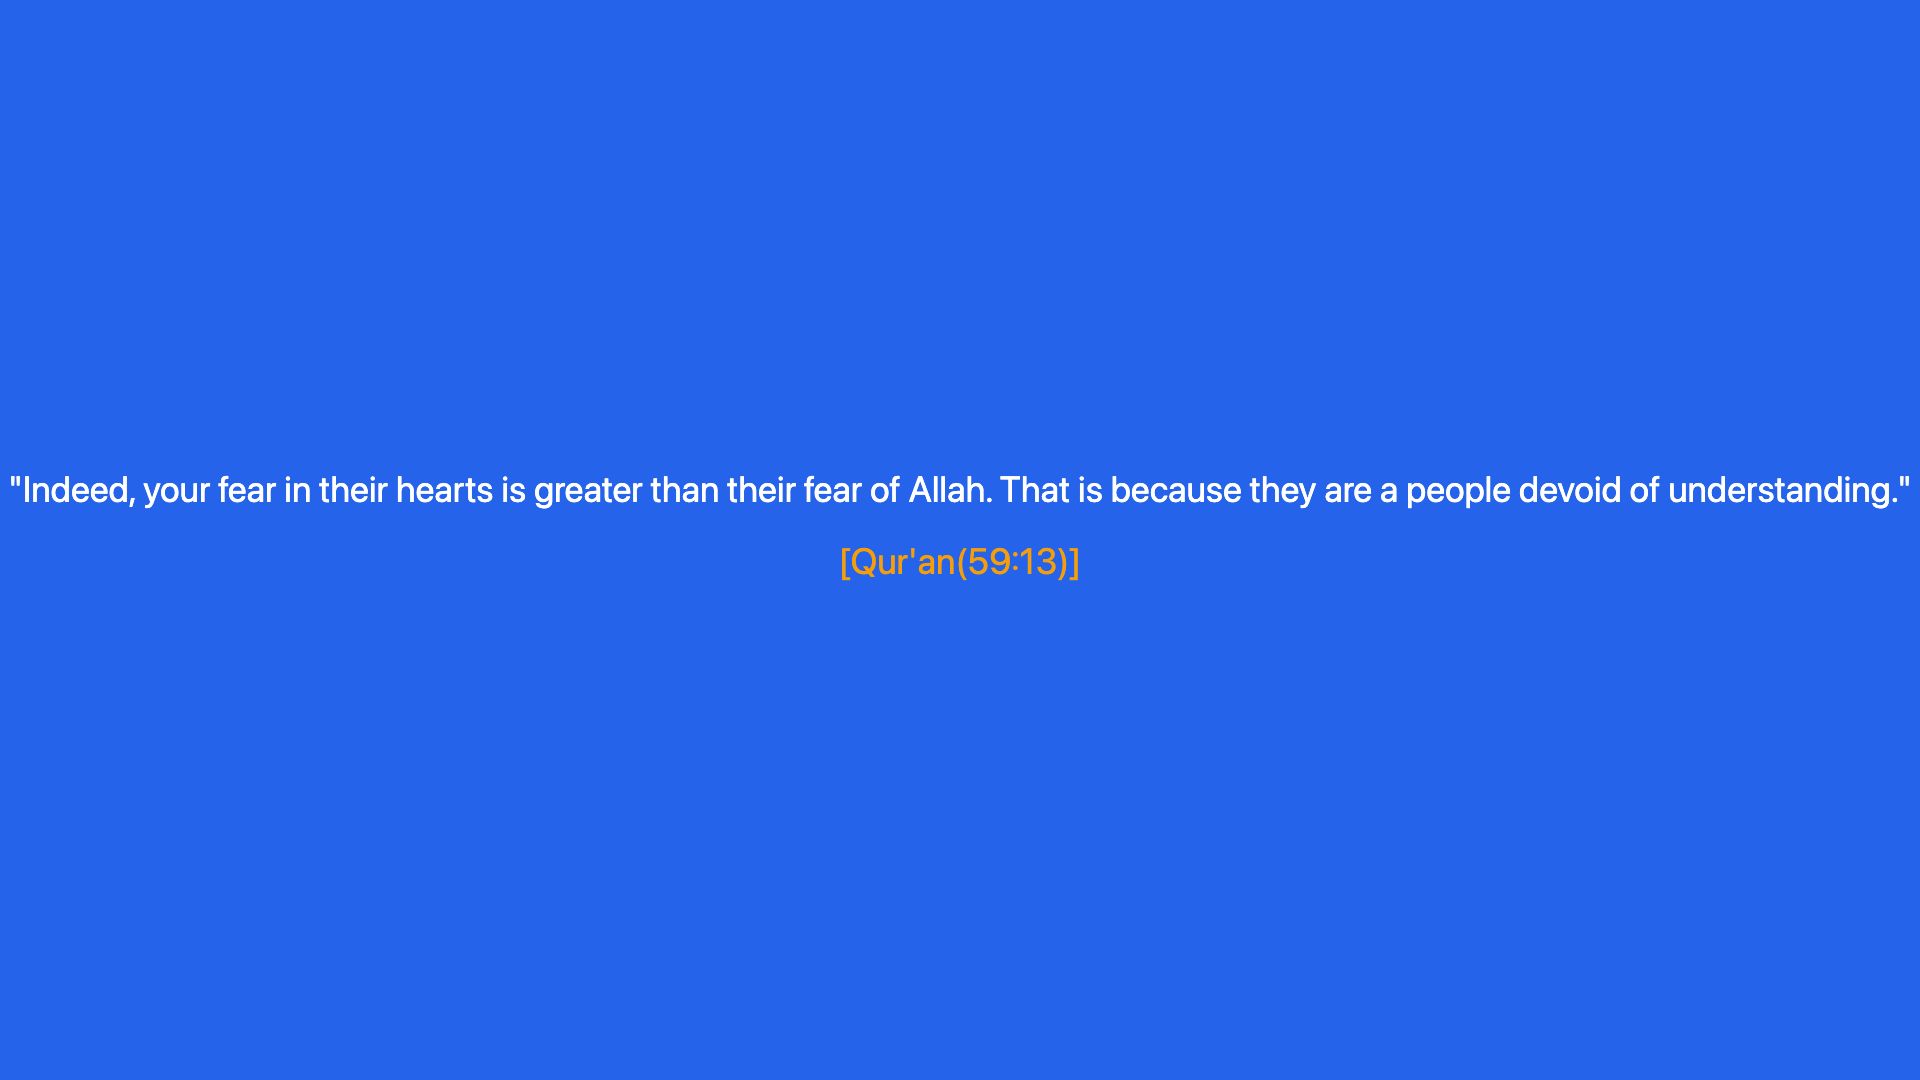 "Indeed, your fear in their hearts is greater than their fear of Allah. That is because they are a people devoid of understanding."
[Qur'an(59:13)]